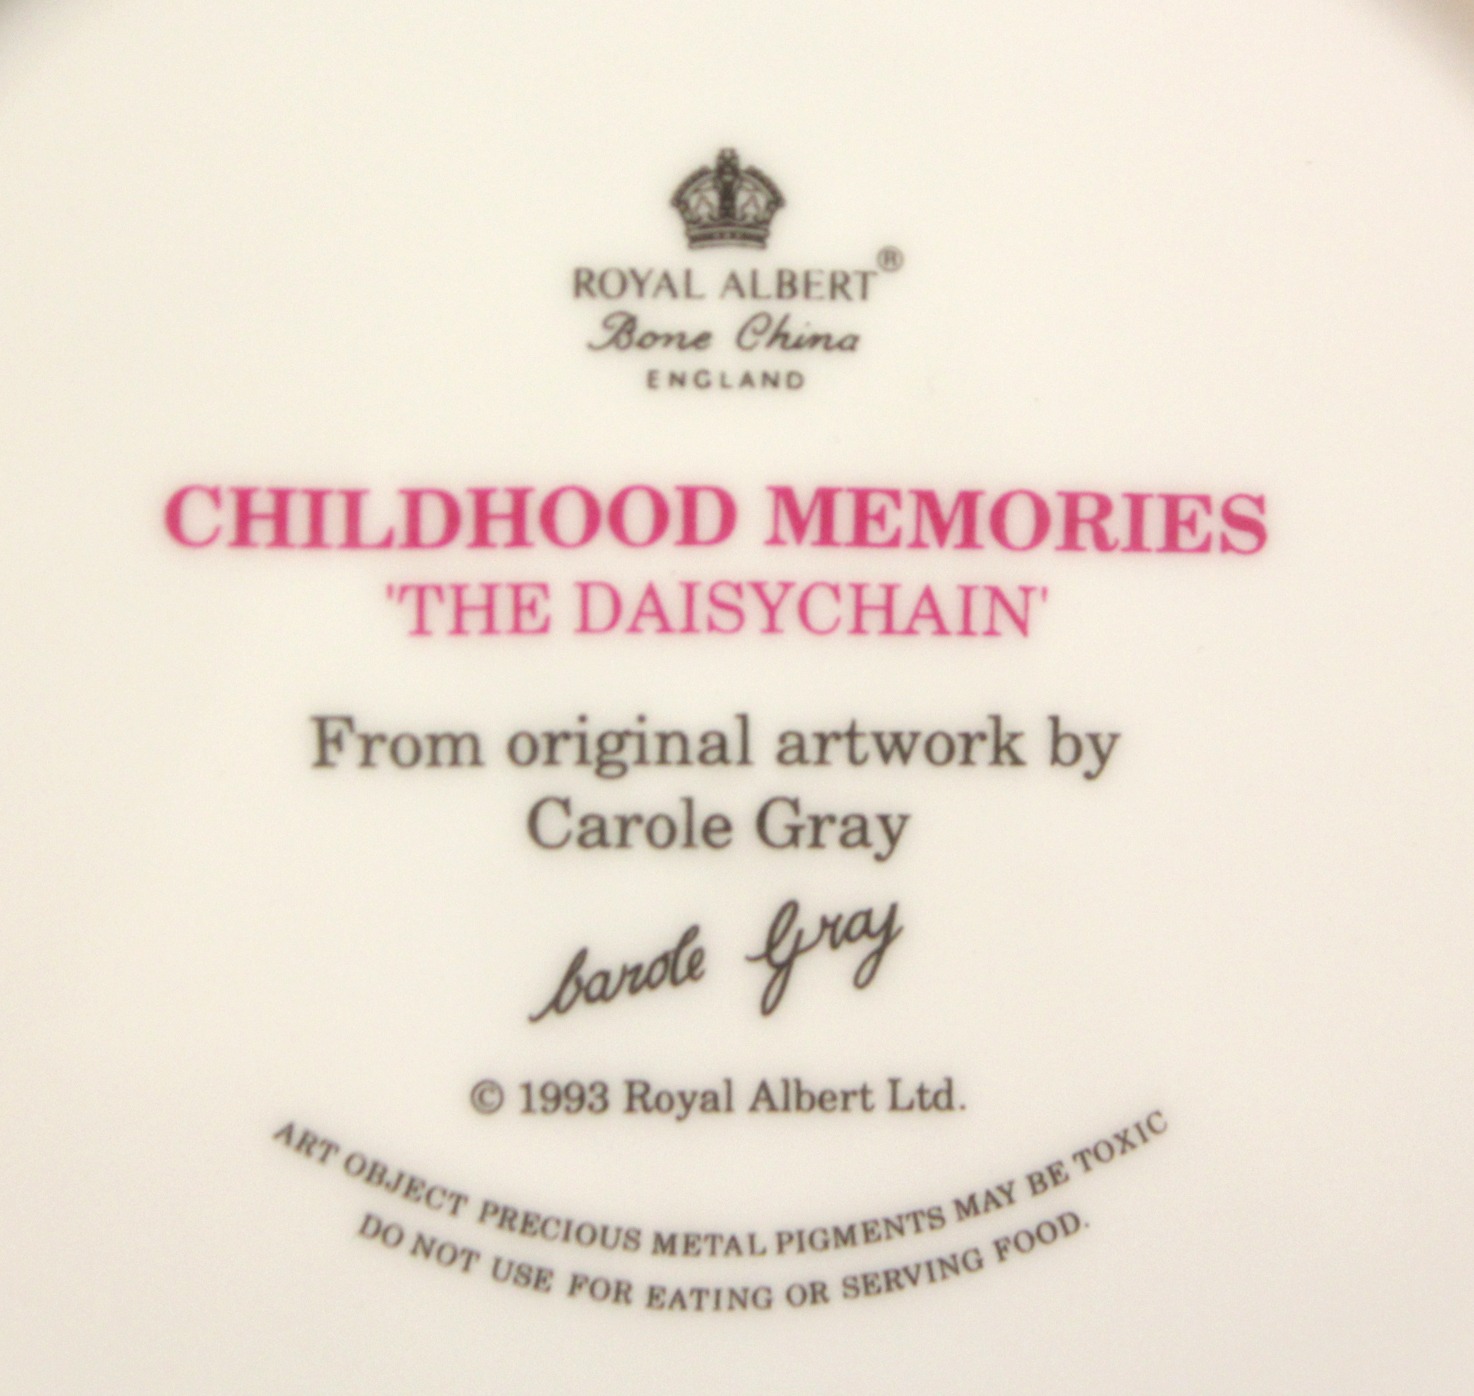 ROYAL ALBERT®
Bone China
ENGLAND
CHILDHOOD MEMORIES
'THE DAISYCHAIN'
From original artwork by
Carole Gray
Carole Gray
© 1993 Royal Albert Ltd.
ART OBJECT PRECIOUS METAL PIGMENTS MAY BE TOXIC
DO NOT USE FOR EATING OR SERVING FOOD.